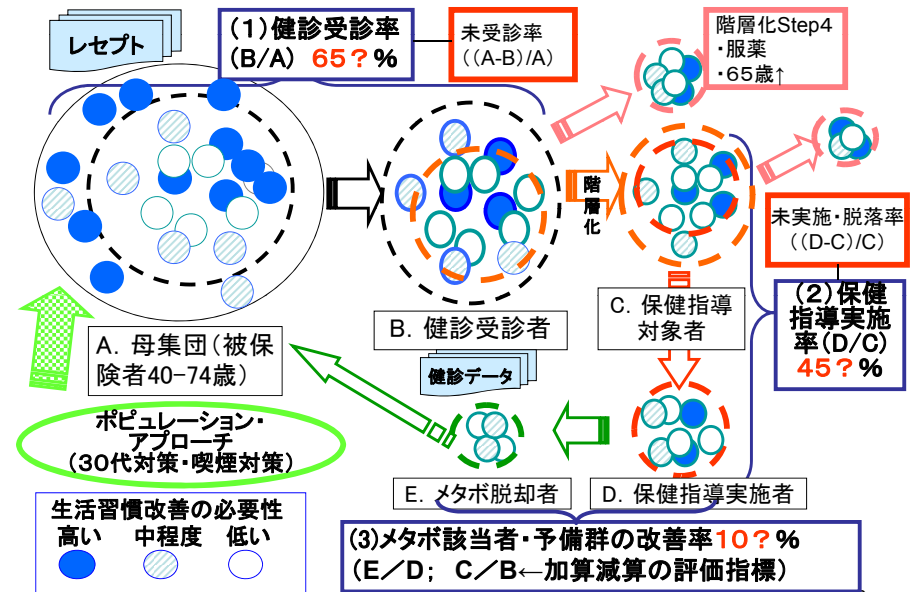 レセプト
(1)健診受診率
(B/A) 65?%
未受診率
((A-B)/A)
階層化Step4
・服薬
・65歳↑
階層化
未実施・脱落率
((D-C)/C)
(2)保健
指導実施
率(D/C)
45?%
A. 母集団(被保
険者40-74歳)
B. 健診受診者
C. 保健指導
対象者
健診データ
ポピュレーション・
アプローチ
(30代対策・喫煙対策)
E. メタボ脱却者
D. 保健指導実施者
生活習慣改善の必要性
高い 中程度 低い
(3)メタボ該当者・予備群の改善率10?%
(E/D; C/B←加算減算の評価指標)